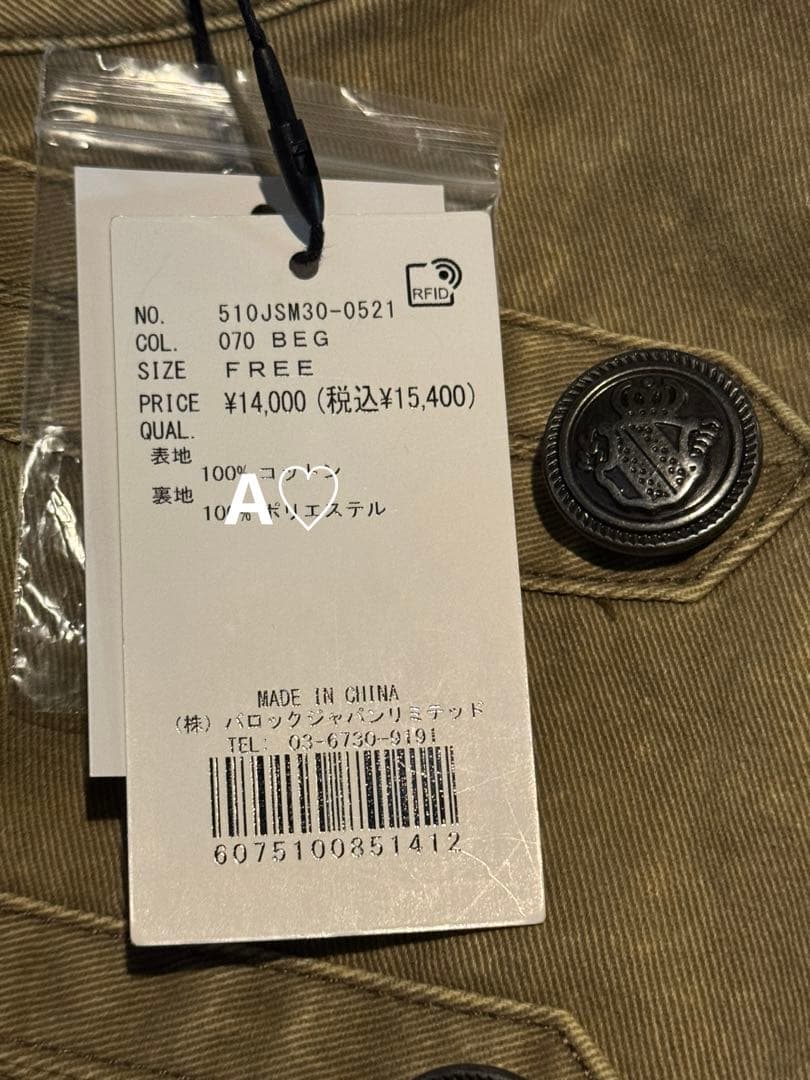 RFID
NO. 510JSM30-0521
COL. 070 BEG
SIZE FREE
PRICE ¥14,000 (税込¥15,400)
QUAL.
表地
100% コットン
裏地
100% ポリエステル
A♡
MADE IN CHINA
(株) バロックジャパンリミテッド
TEL: 03-6730-9191
6075100851412